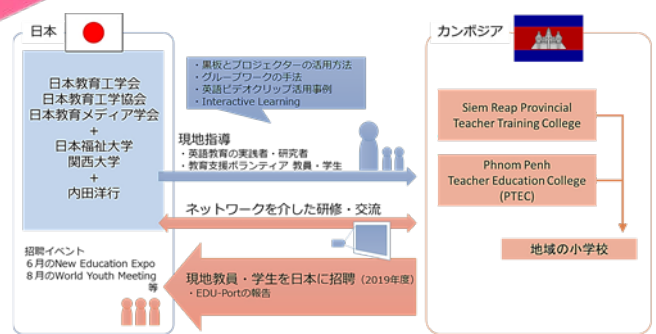 日本
日本教育工学会
日本教育工学協会
日本教育メディア学会
+
日本福祉大学
関西大学
+
内田洋行
招聘イベント
6月のNew Education Expo
8月のWorld Youth Meeting
等
・黒板とプロジェクターの活用方法
・グループワークの手法
・英語ビデオクリップ活用事例
・Interactive Learning
現地指導
・英語教育の実践者・研究者
・教育支援ボランティア 教員・学生
ネットワークを介した研修・交流
現地教員・学生を日本に招聘（2019年度）
・EDU-Portの報告
カンボジア
Siem Reap Provincial
Teacher Training College
Phnom Penh
Teacher Education College
(PTEC)
地域の小学校